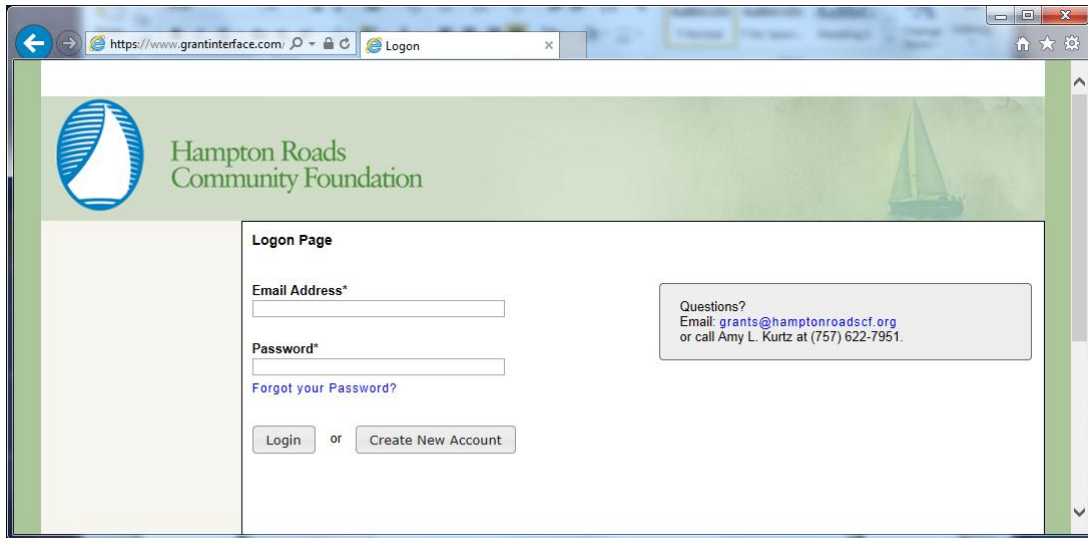 https://www.grantinterface.com/
Logon
Hampton Roads
Community Foundation
Logon Page
Email Address*
Password*
Forgot your Password?
Login or Create New Account
Questions?
Email: grants@hamptonroadscf.org
or call Amy L. Kurtz at (757) 622-7951.